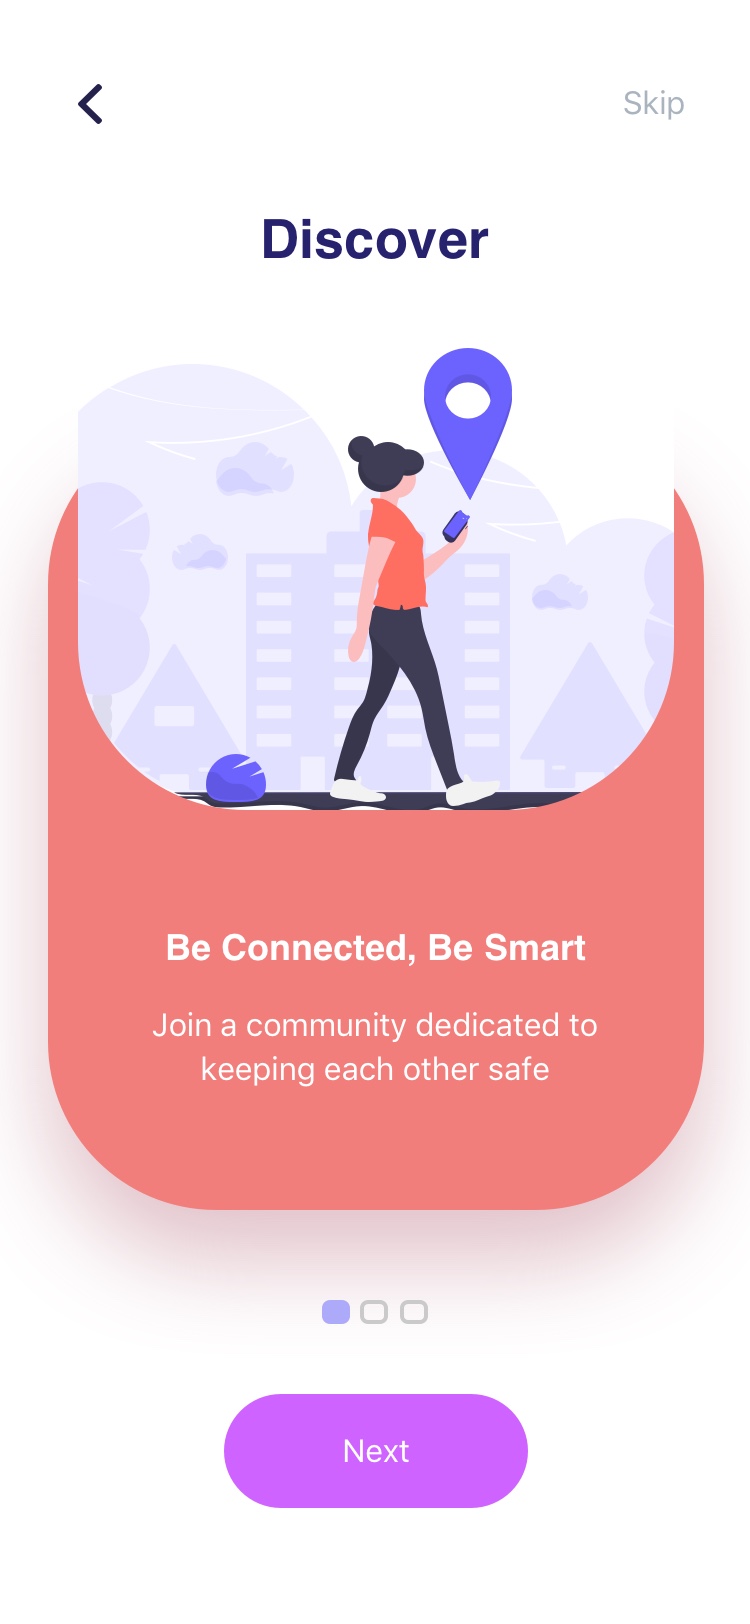 Skip
Discover
Be Connected, Be Smart
Join a community dedicated to
keeping each other safe
Next